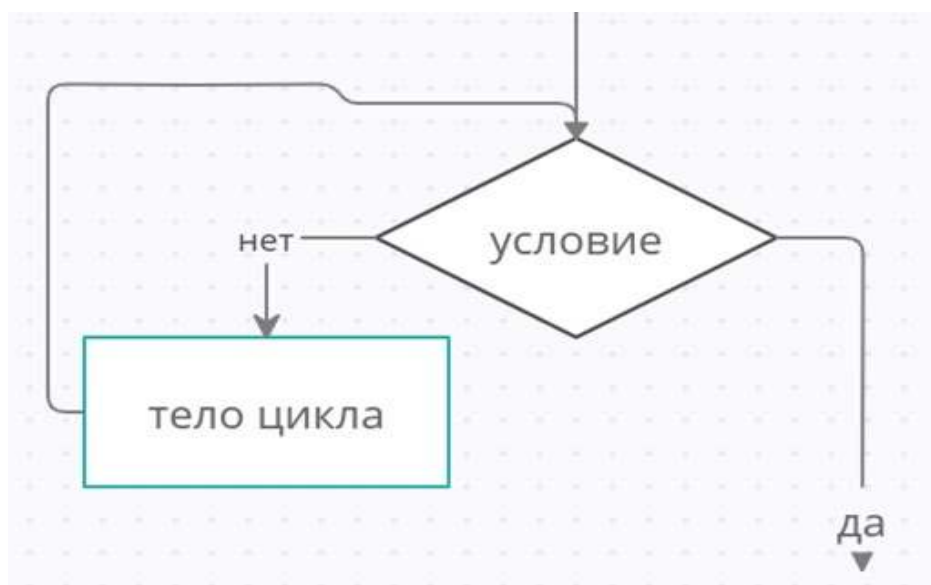 условие
нет
тело цикла
да